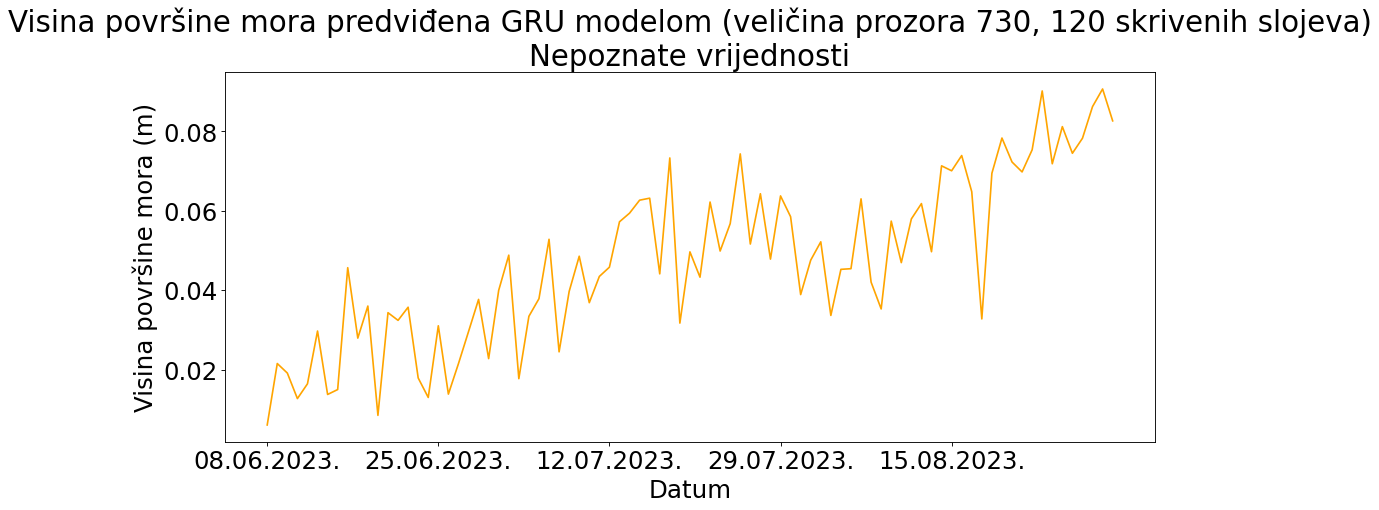 Visina površine mora predviđena GRU modelom (veličina prozora 730, 120 skrivenih slojeva)
Nepoznate vrijednosti
Visina površine mora (m)
0.08
0.06
0.04
0.02
08.06.2023. 25.06.2023. 12.07.2023. 29.07.2023. 15.08.2023.
Datum